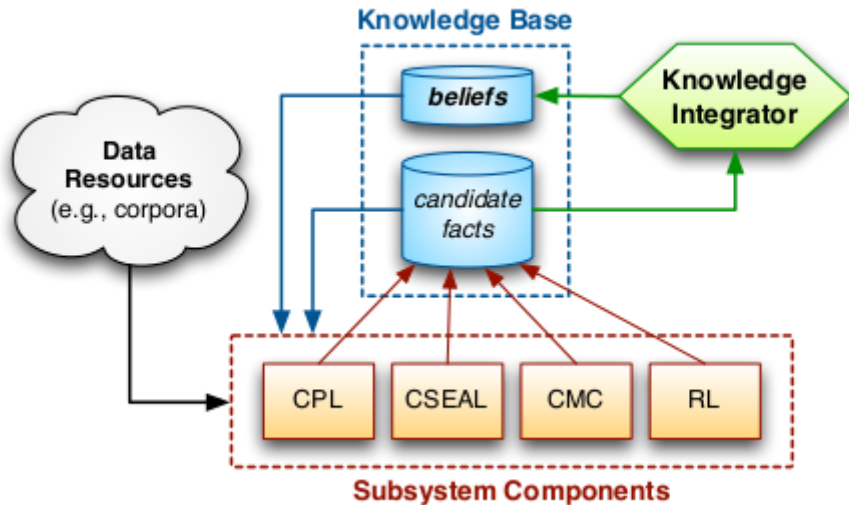 Knowledge Base
beliefs
Knowledge
Integrator
Data
Resources
(e.g., corpora)
candidate
facts
CPL
CSEAL
CMC
RL
Subsystem Components